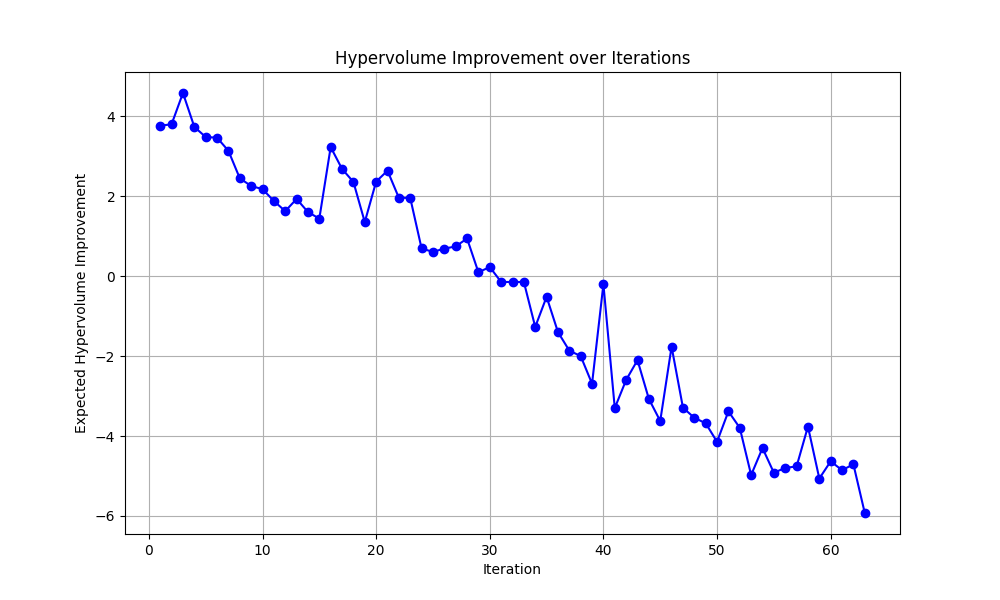 Hypervolume Improvement over Iterations
Expected Hypervolume Improvement
4
2
0
−2
−4
−6
0 10 20 30 40 50 60
Iteration